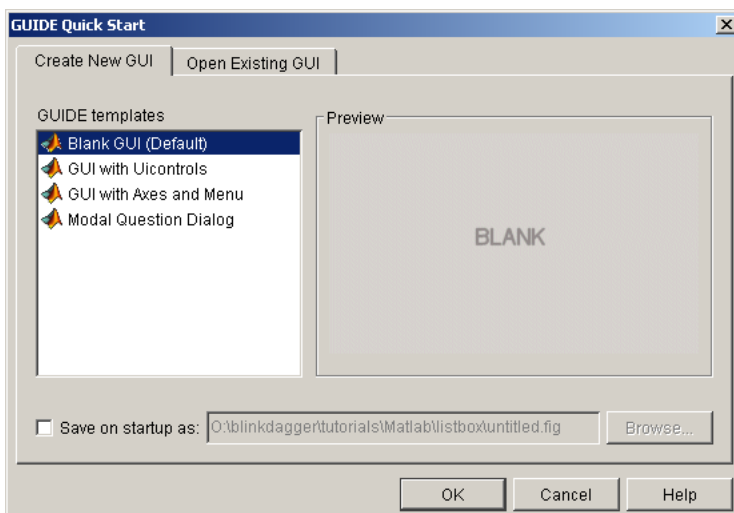 GUIDE Quick Start
Create New GUI
Open Existing GUI
GUIDE templates
Blank GUI (Default)
GUI with Uicontrols
GUI with Axes and Menu
Modal Question Dialog
Preview
BLANK
Save on startup as:
O:\blinkdagger\tutorials\Matlab\listbox\untitled.fig
Browse...
OK
Cancel
Help